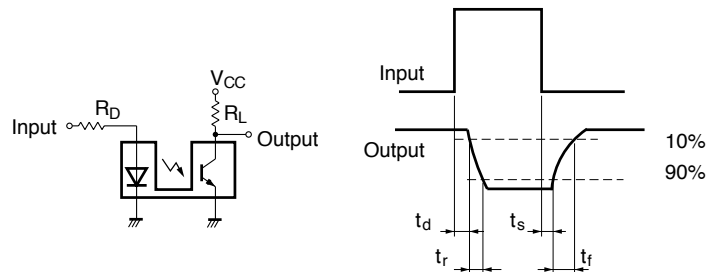 Input
R_D
V_CC
R_L
Output
Input
Output
10%
90%
t_d
t_s
t_r
t_f